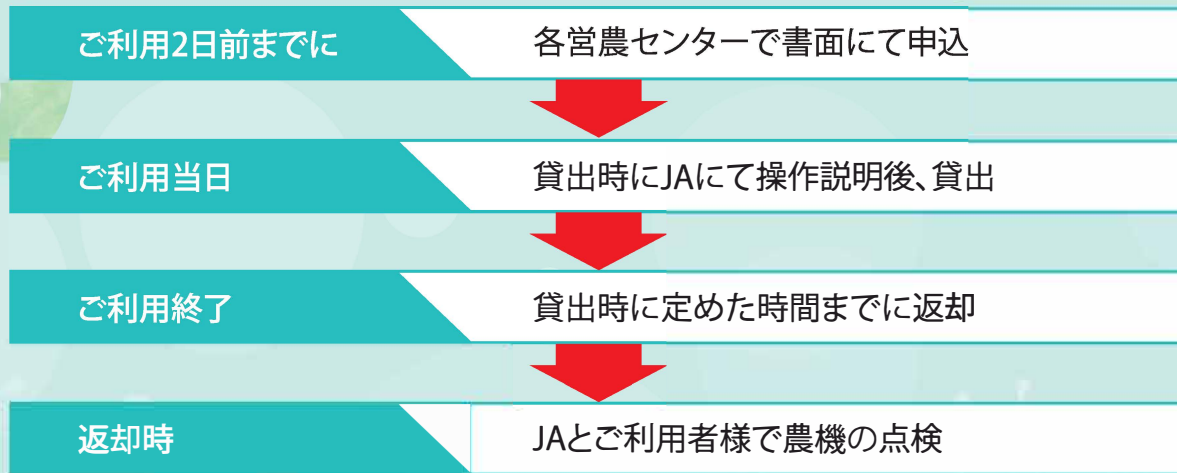 ご利用2日前までに
各営農センターで書面にて申込
ご利用当日
貸出時にJAにて操作説明後、貸出
ご利用終了
貸出時に定めた時間までに返却
返却時
JAとご利用者様で農機の点検